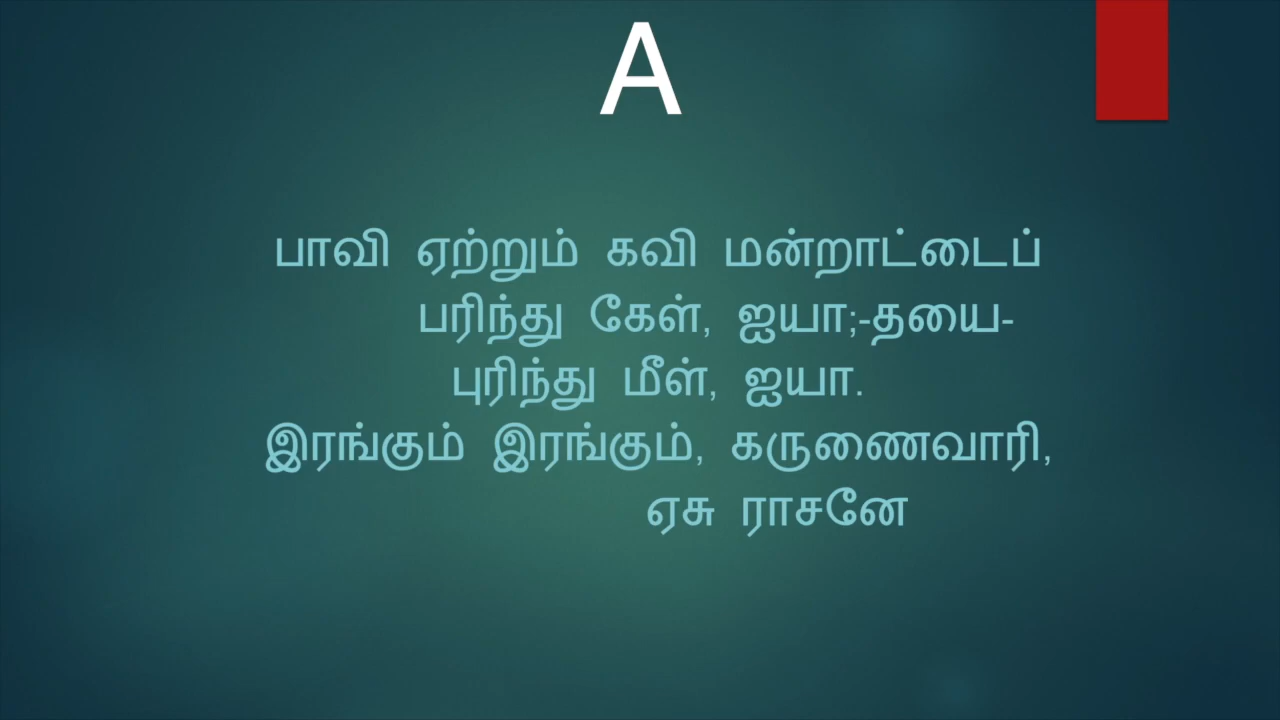 A
பாவி ஏற்றும் கவி மன்றாட்டைப்
பரிந்து கேள், ஐயா;-தயை-
புரிந்து மீள், ஐயா.
இரங்கும் இரங்கும், கருணைவாரி,
ஏசு ராசனே